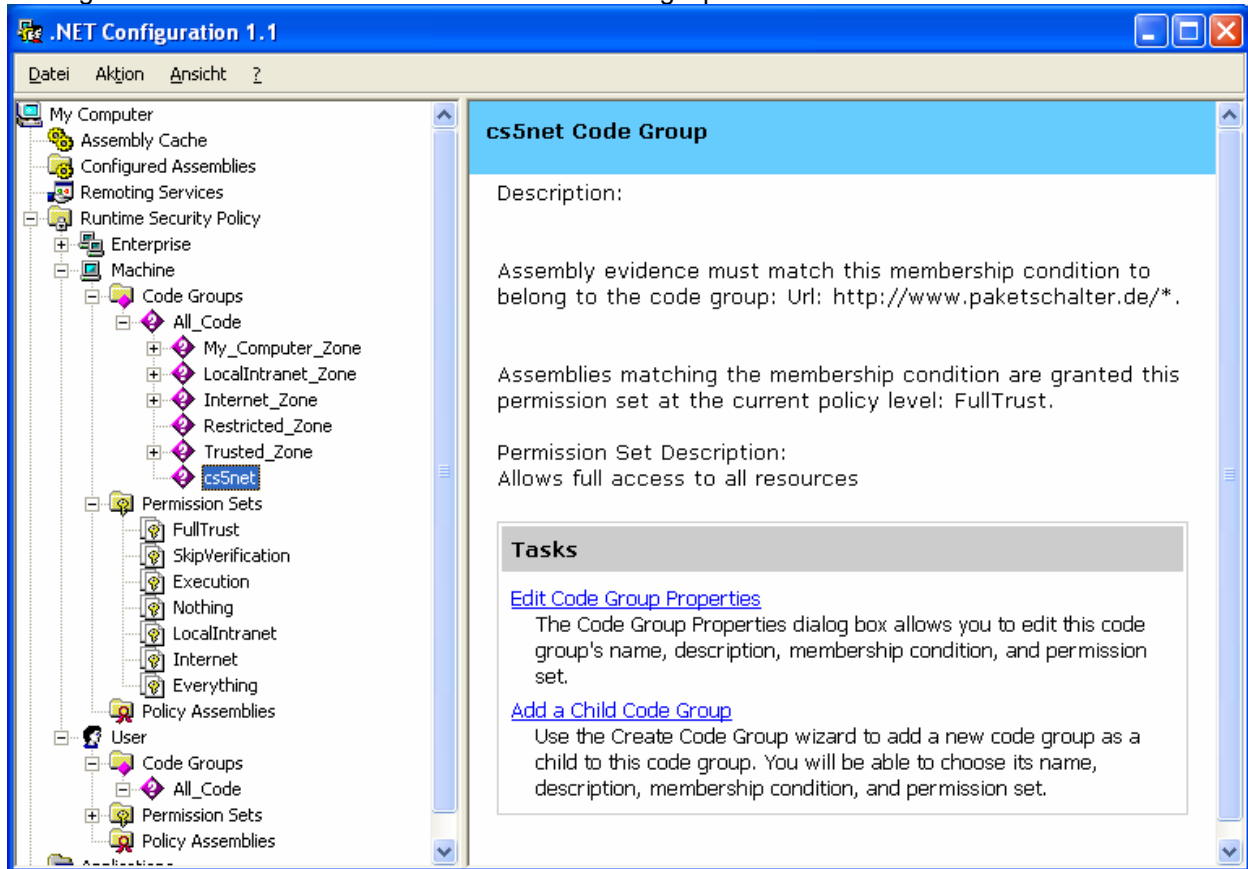 .NET Configuration 1.1
Datei Aktion Ansicht ?
My Computer
Assembly Cache
Configured Assemblies
Remoting Services
Runtime Security Policy
Enterprise
Machine
Code Groups
All_Code
My_Computer_Zone
LocalIntranet_Zone
Internet_Zone
Restricted_Zone
Trusted_Zone
cs5net
Permission Sets
FullTrust
SkipVerification
Execution
Nothing
LocalIntranet
Internet
Everything
Policy Assemblies
User
Code Groups
All_Code
Permission Sets
Policy Assemblies
cs5net Code Group
Description:
Assembly evidence must match this membership condition to
belong to the code group: Url: http://www.paketschalter.de/*.
Assemblies matching the membership condition are granted this
permission set at the current policy level: FullTrust.
Permission Set Description:
Allows full access to all resources
Tasks
Edit Code Group Properties
The Code Group Properties dialog box allows you to edit this code
group's name, description, membership condition, and permission
set.
Add a Child Code Group
Use the Create Code Group wizard to add a new code group as a
child to this code group. You will be able to choose its name,
description, membership condition, and permission set.